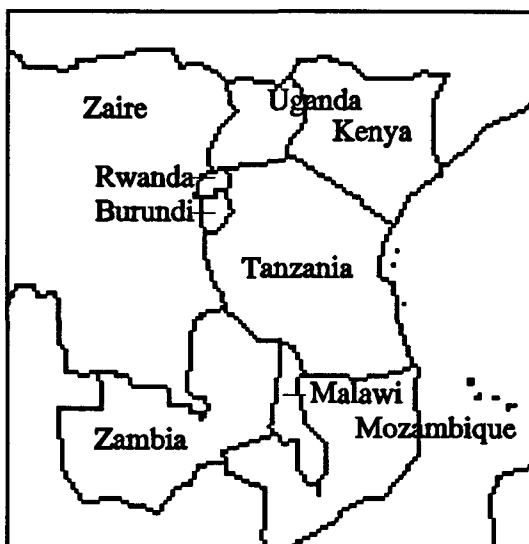 Uganda
Zaire
Kenya
Rwanda
Burundi
Tanzania
Malawi
Mozambique
Zambia